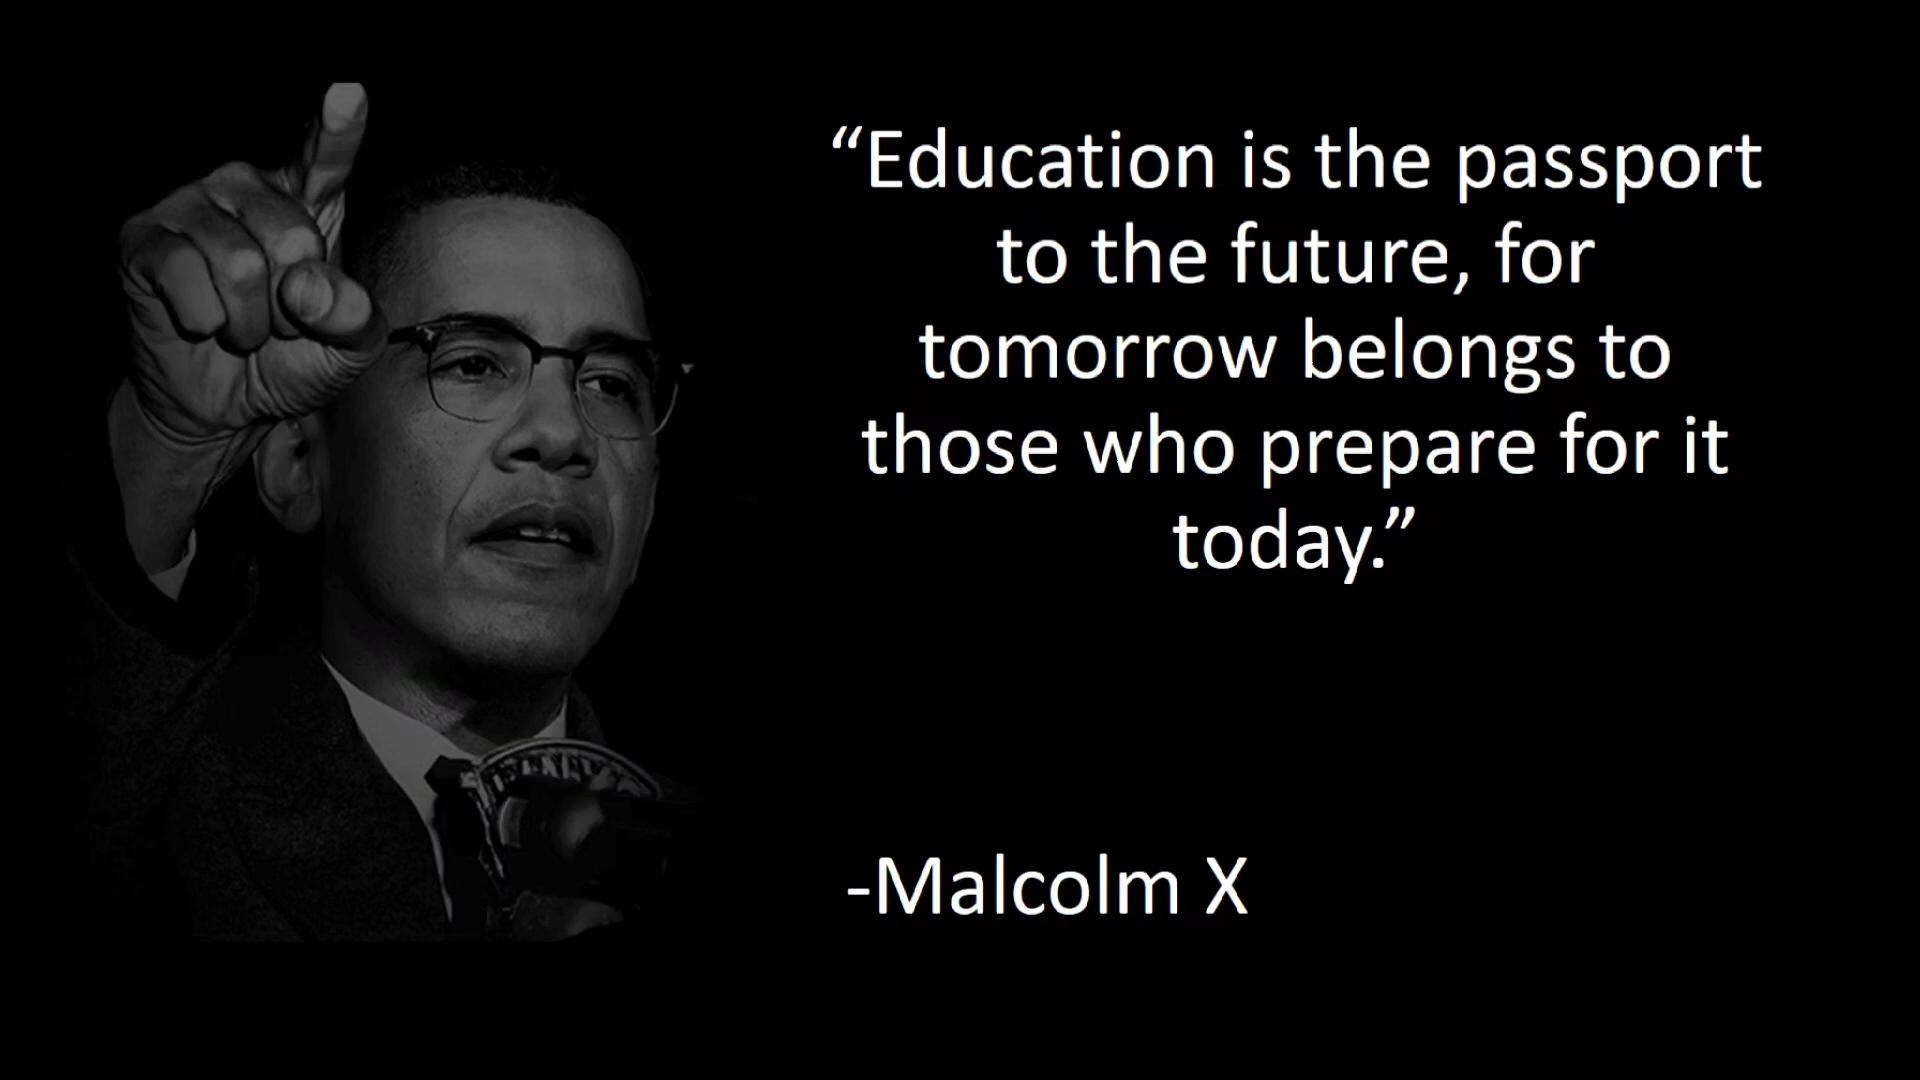 “Education is the passport
to the future, for
tomorrow belongs to
those who prepare for it
today.”
-Malcolm X